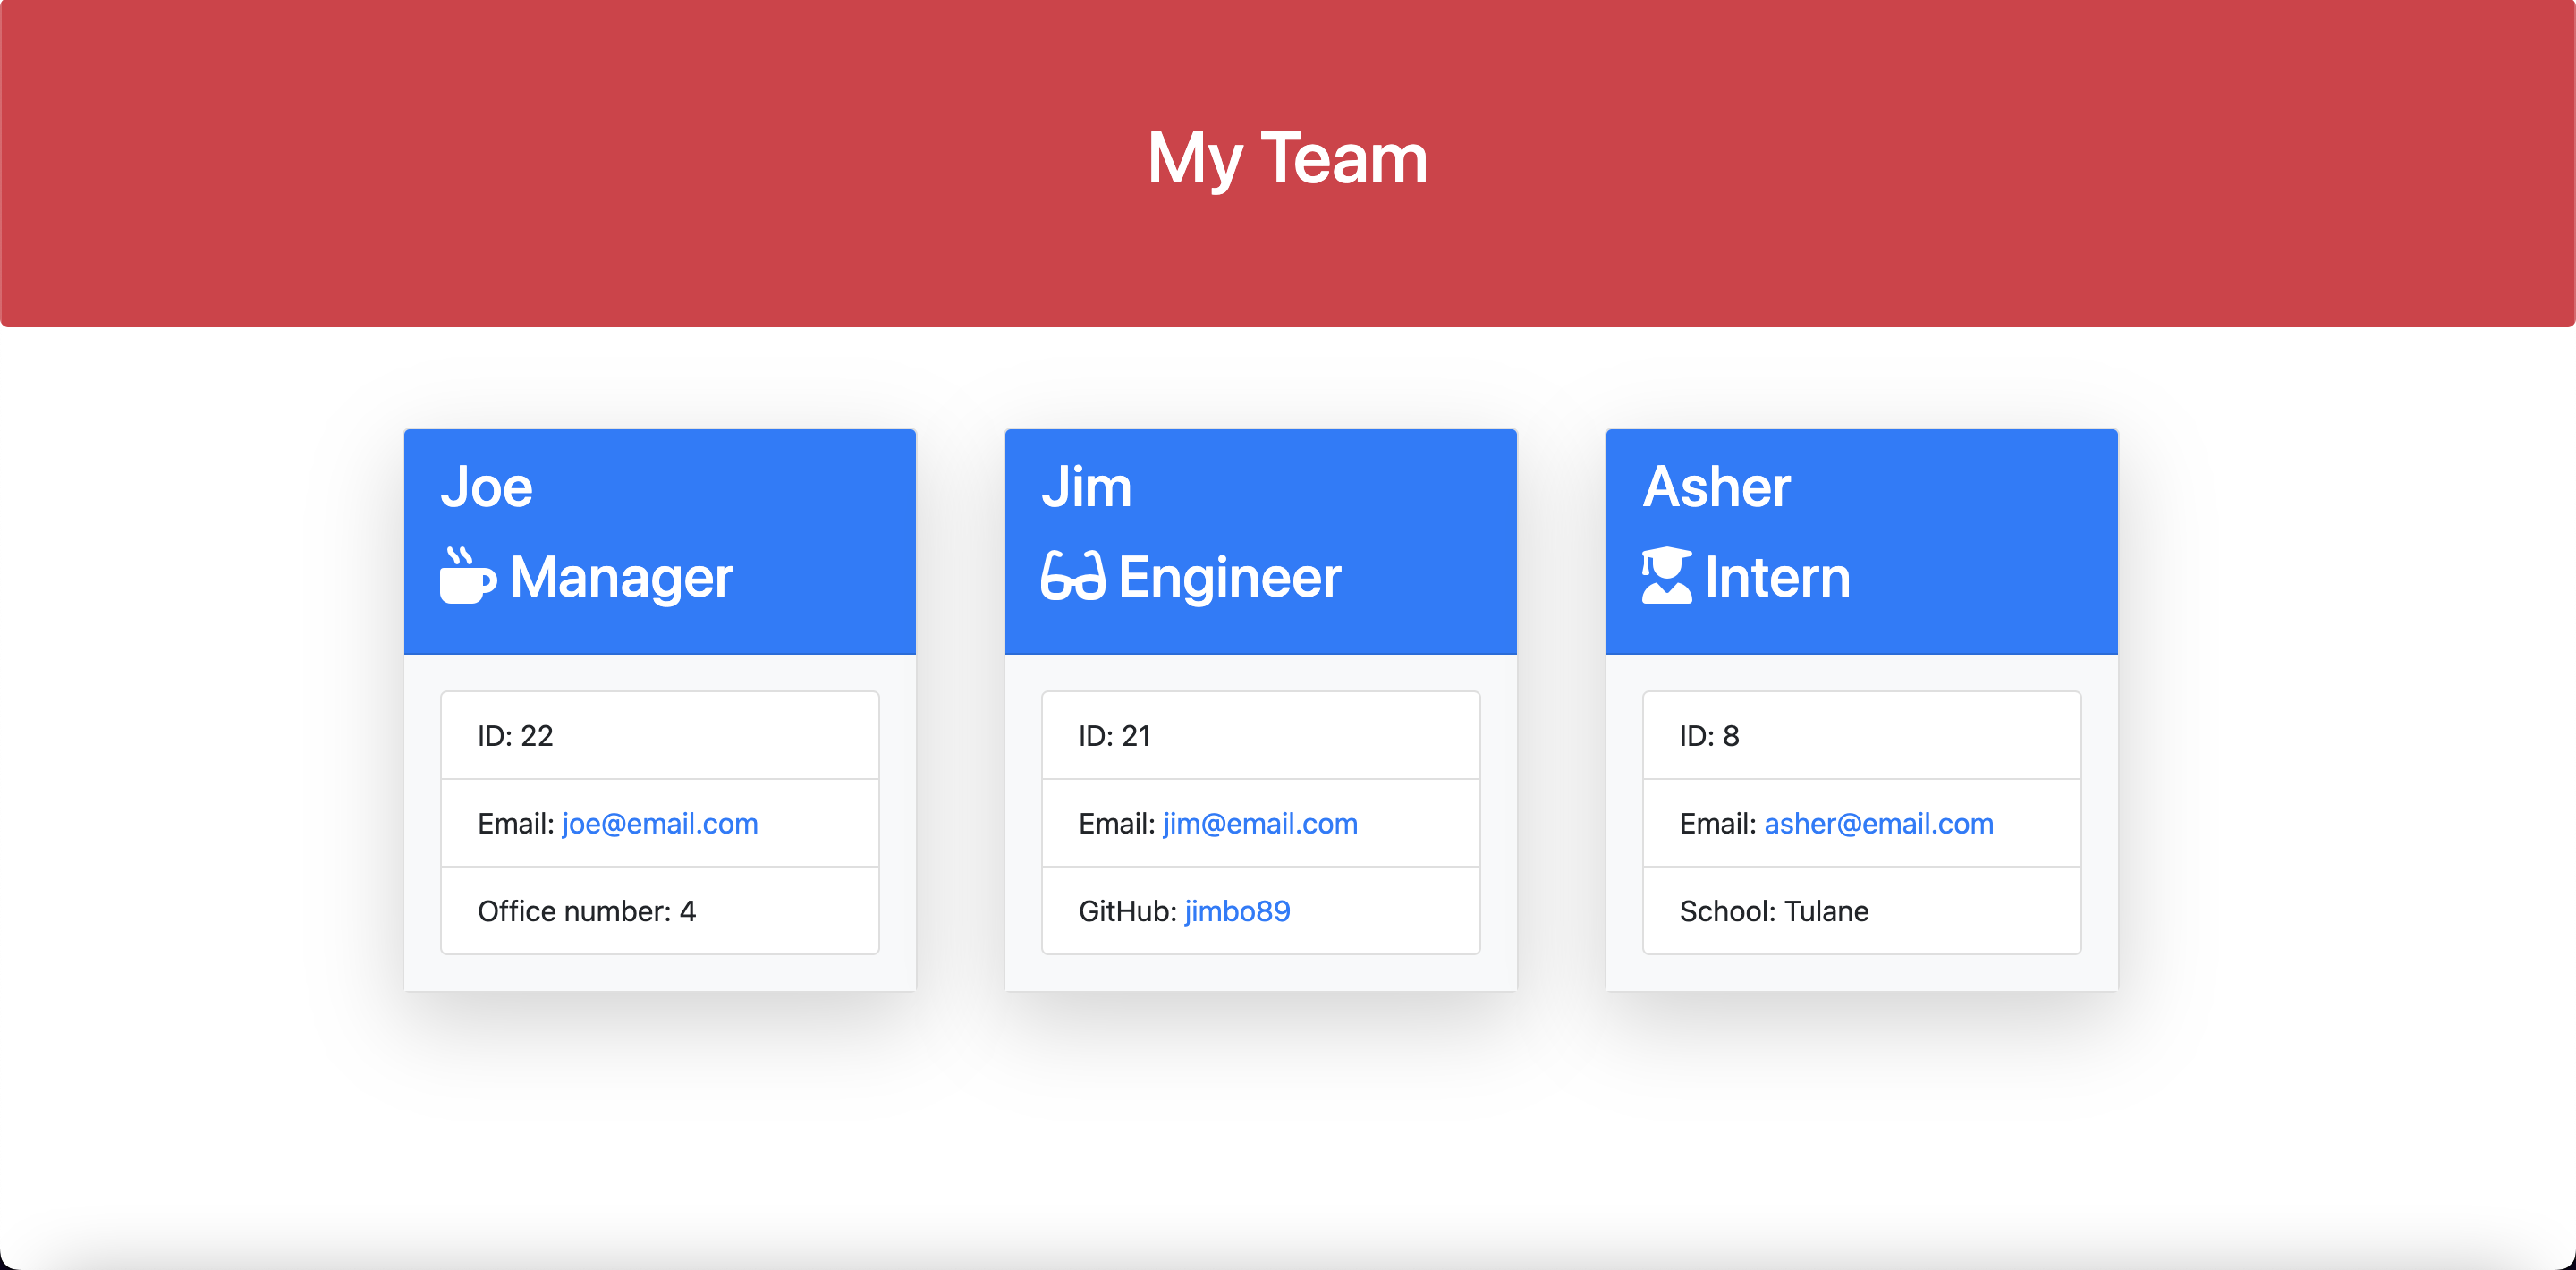 My Team
Joe
Manager
ID: 22
Email: joe@email.com
Office number: 4
Jim
Engineer
ID: 21
Email: jim@email.com
GitHub: jimbo89
Asher
Intern
ID: 8
Email: asher@email.com
School: Tulane